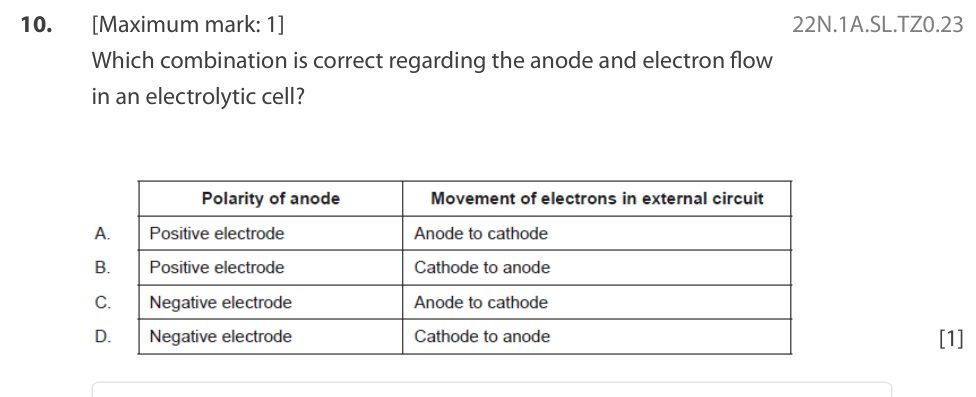 10. [Maximum mark: 1] 22N.1A.SL.TZ0.23
Which combination is correct regarding the anode and electron flow
in an electrolytic cell?
Polarity of anode Movement of electrons in external circuit
A. Positive electrode Anode to cathode
B. Positive electrode Cathode to anode
C. Negative electrode Anode to cathode
D. Negative electrode Cathode to anode [1]